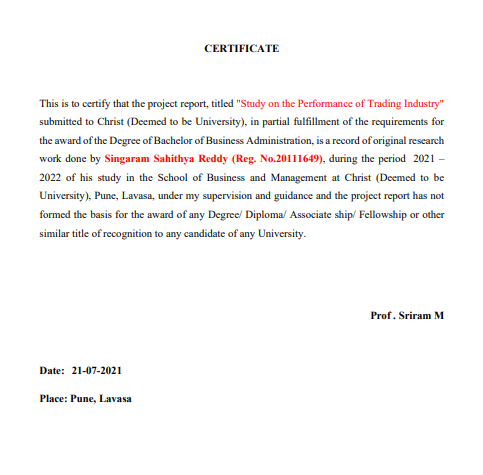 CERTIFICATE
This is to certify that the project report, titled "Study on the Performance of Trading Industry"
submitted to Christ (Deemed to be University), in partial fulfillment of the requirements for
the award of the Degree of Bachelor of Business Administration, is a record of original research
work done by Singaram Sahithya Reddy (Reg. No.20111649), during the period 2021 –
2022 of his study in the School of Business and Management at Christ (Deemed to be
University), Pune, Lavasa, under my supervision and guidance and the project report has not
formed the basis for the award of any Degree/ Diploma/ Associate ship/ Fellowship or other
similar title of recognition to any candidate of any University.
Prof . Sriram M
Date: 21-07-2021
Place: Pune, Lavasa